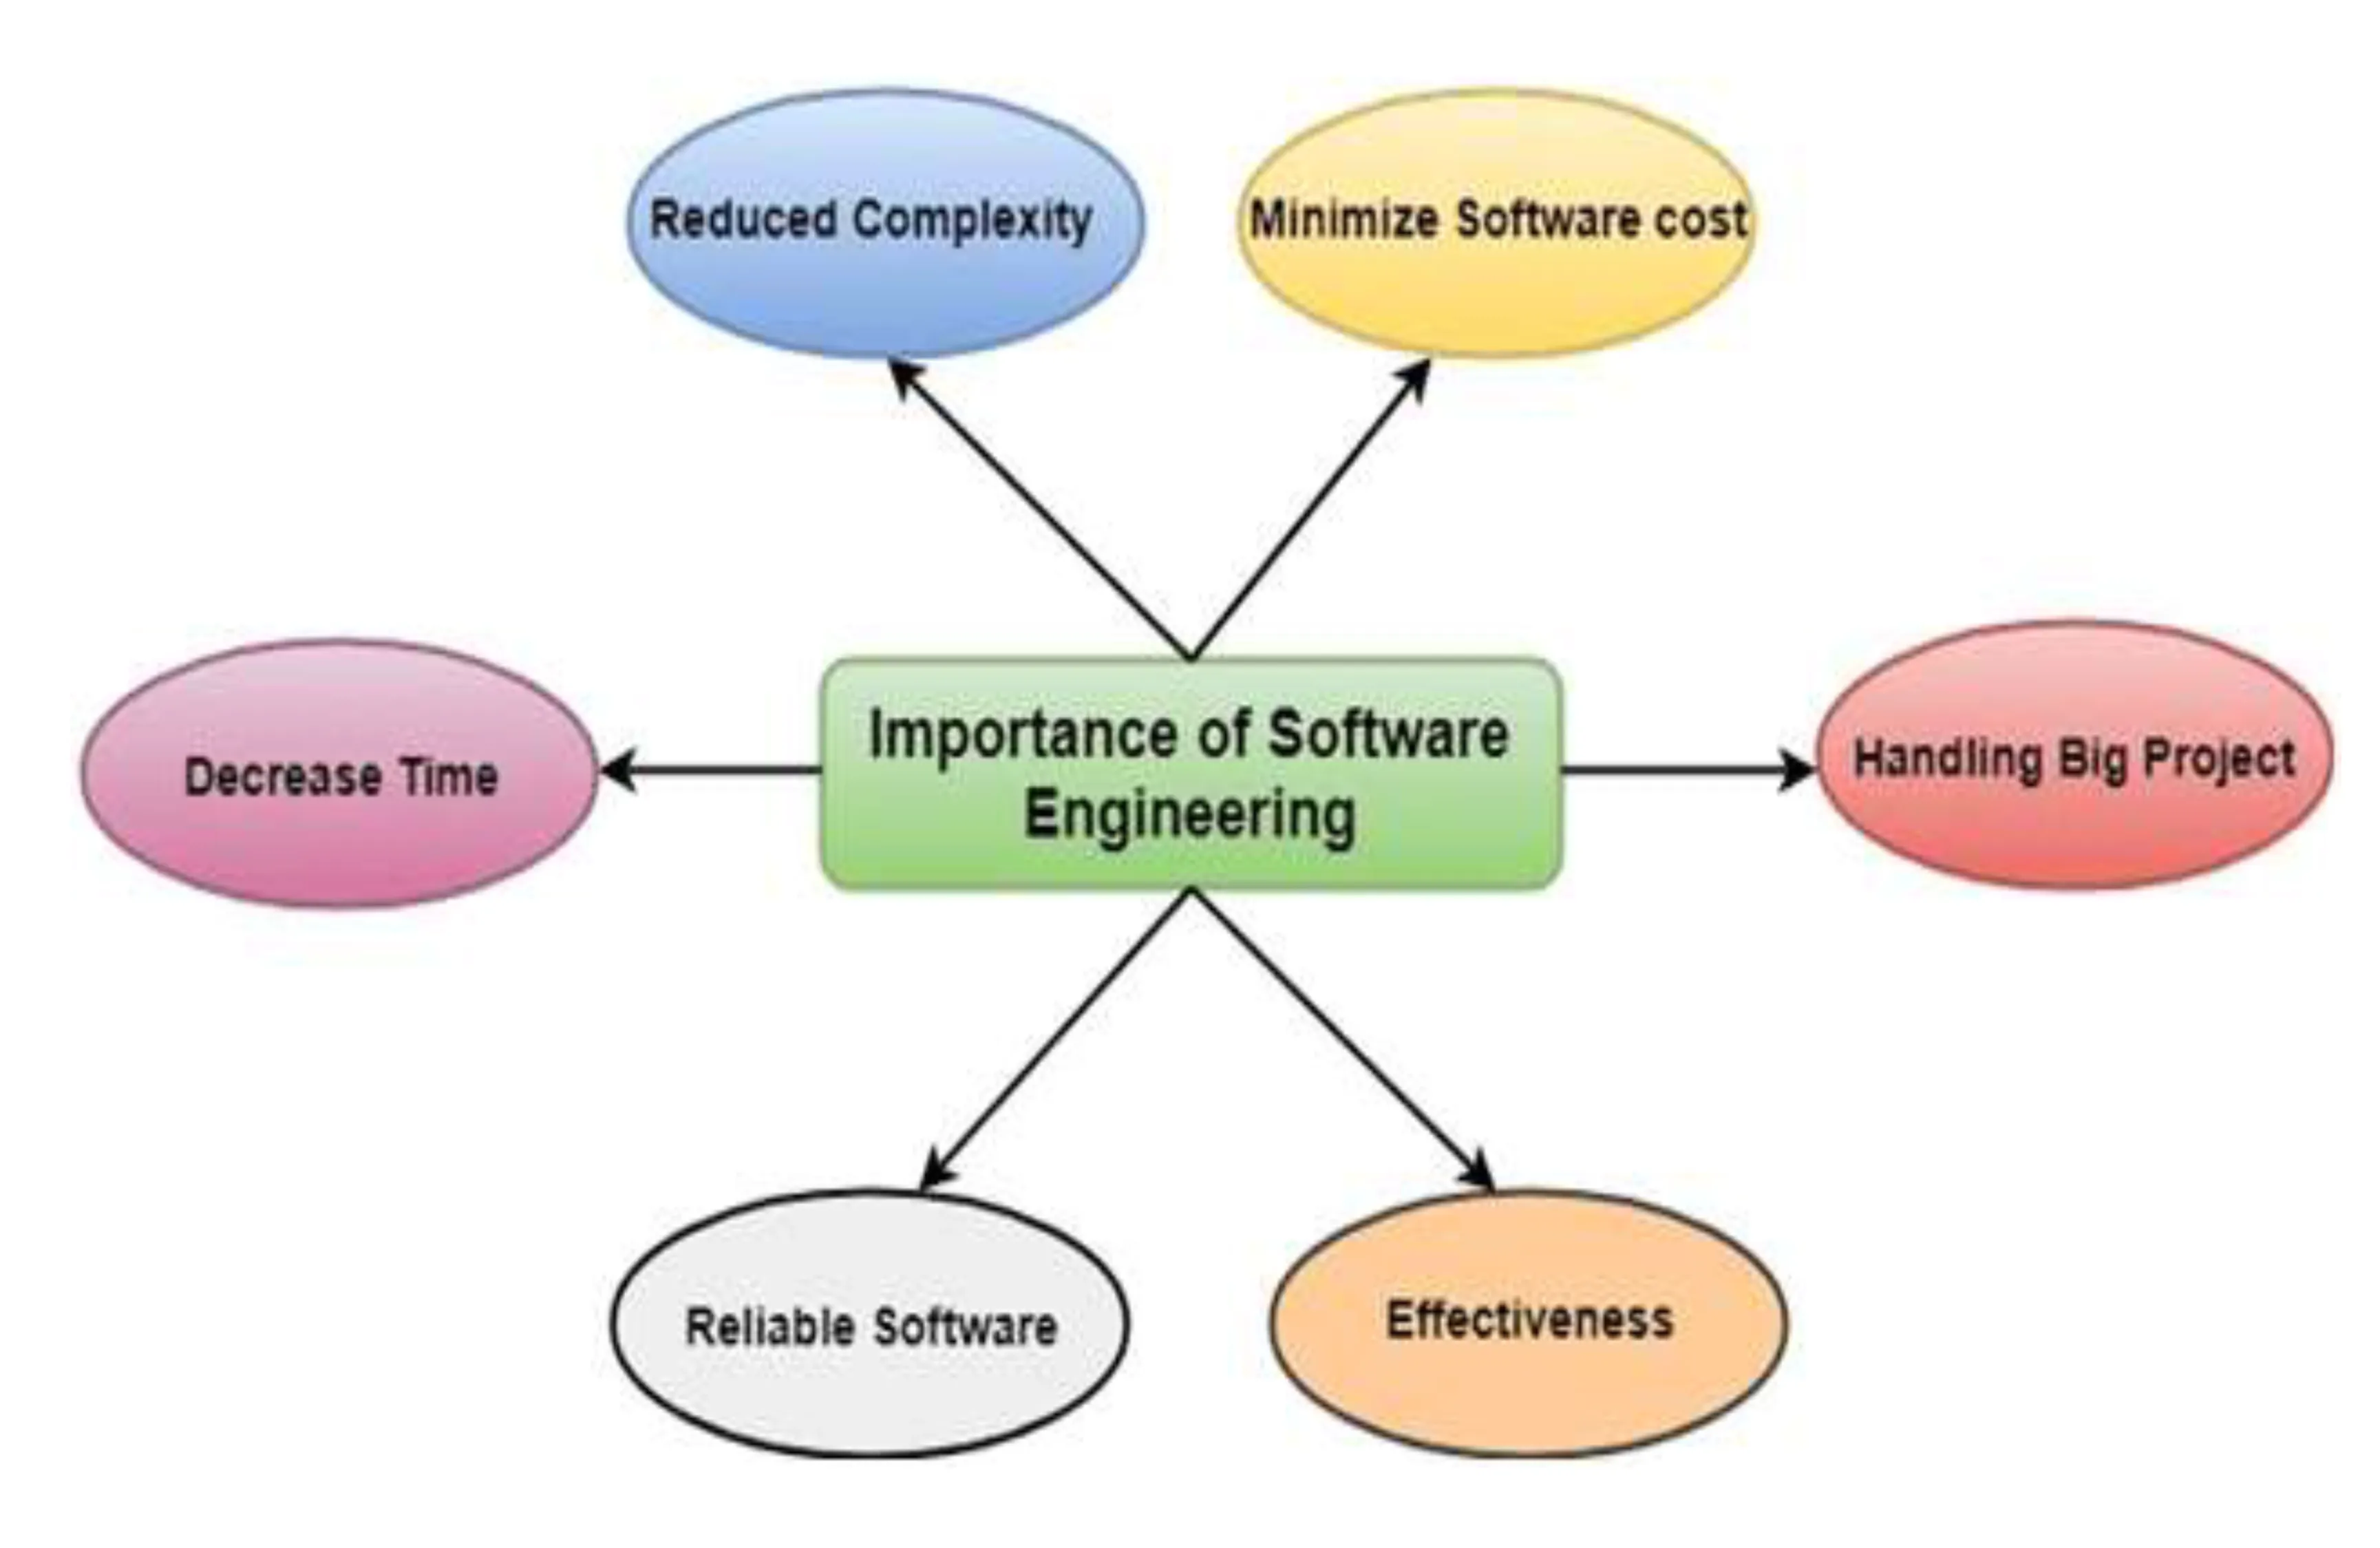 Reduced Complexity
Minimize Software cost
Decrease Time
Importance of Software
Engineering
Handling Big Project
Reliable Software
Effectiveness